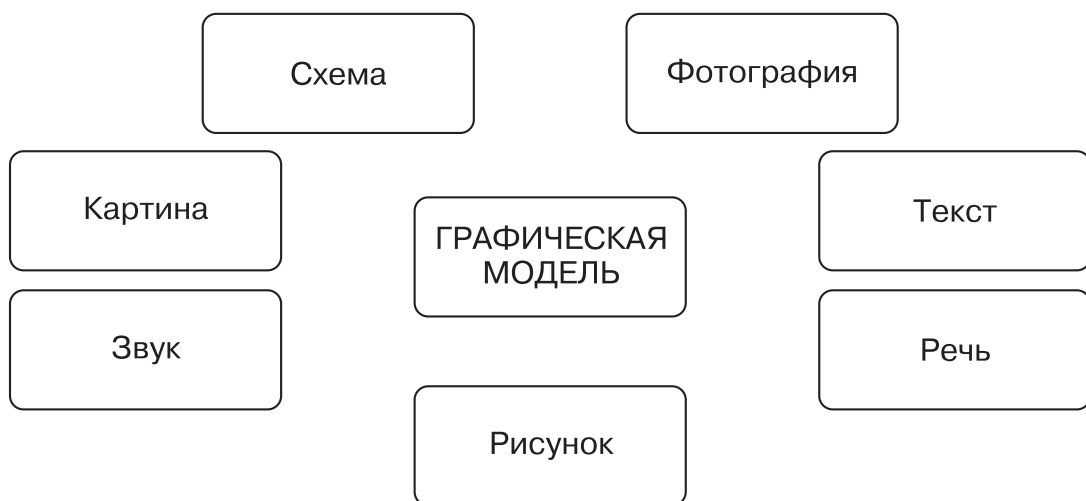 Схема
Фотография
Картина
Текст
ГРАФИЧЕСКАЯ
МОДЕЛЬ
Звук
Речь
Рисунок